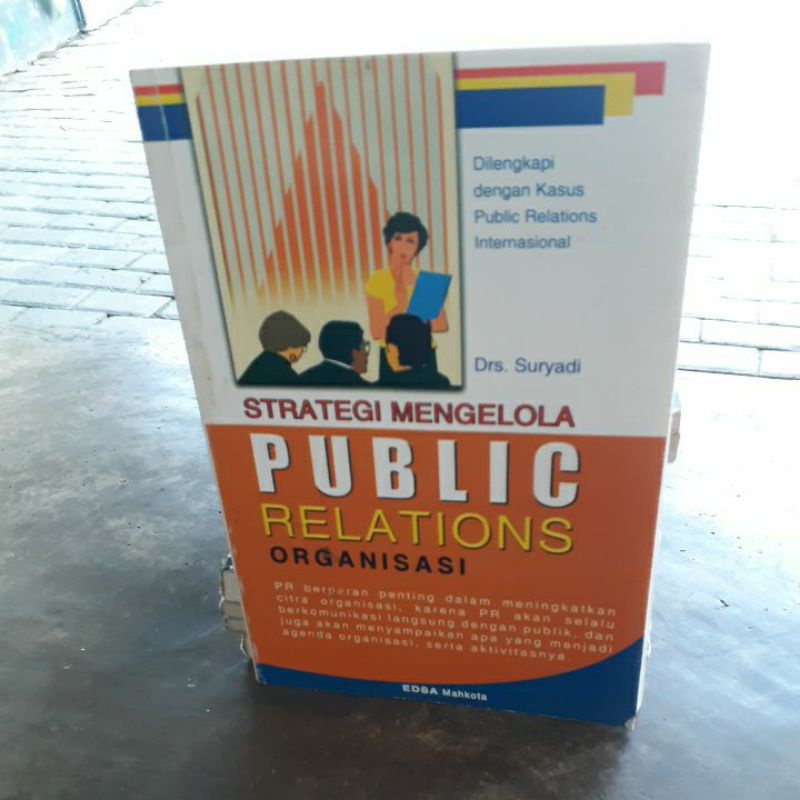 Dilengkapi
dengan Kasus
Public Relations
Internasional
Drs. Suryadi
STRATEGI MENGELOLA
PUBLIC
RELATIONS
ORGANISASI
PR berperan penting dalam meningkatkan
citra organisasi, karena PR akan selalu
berkomunikasi langsung dengan publik, dan
juga akan menyampaikan apa yang menjadi
agenda organisasi, serta aktivitasnya.
EDSA Mahkota